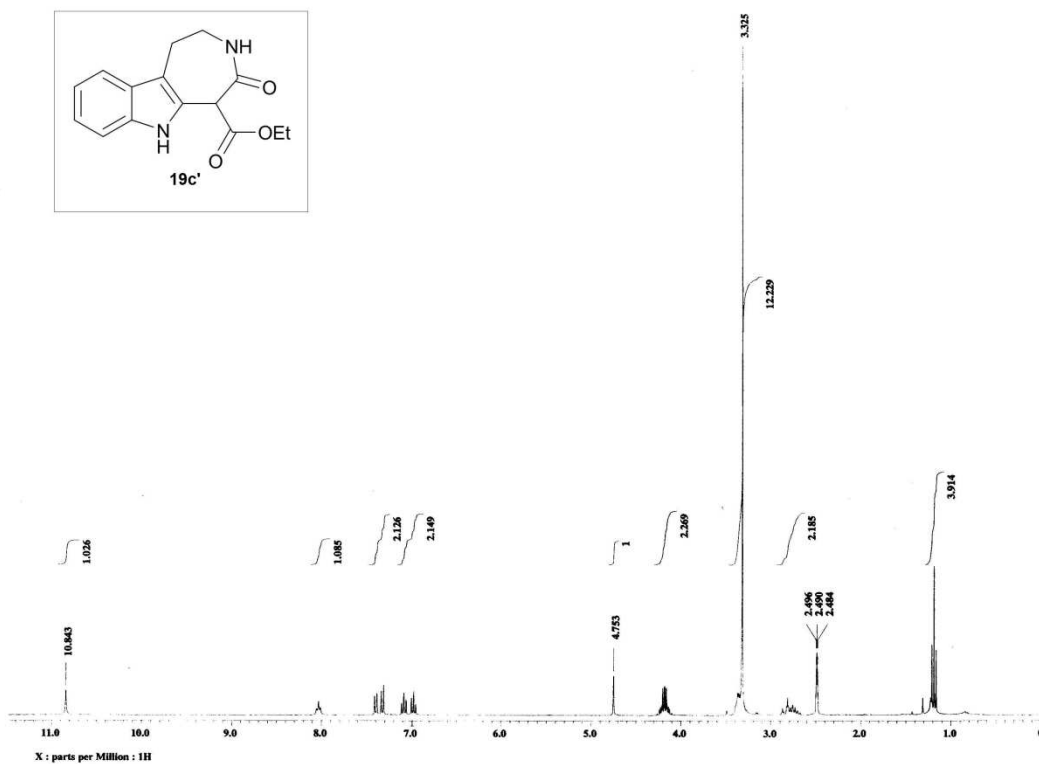 NH
O
NH
OEt
O
19c'
3.325
12.229
3.914
2.126
2.149
2.269
2.185
1.026
1.085
1
2.496
2.490
2.484
10.843
4.753
11.0 10.0 9.0 8.0 7.0 6.0 5.0 4.0 3.0 2.0 1.0 0
X : parts per Million : 1H